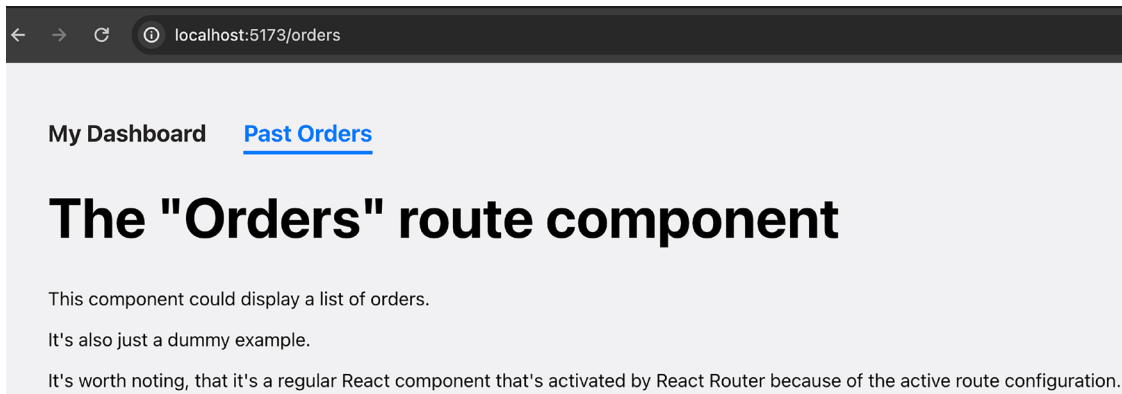 localhost:5173/orders
My Dashboard Past Orders
The "Orders" route component
This component could display a list of orders.
It's also just a dummy example.
It's worth noting, that it's a regular React component that's activated by React Router because of the active route configuration.